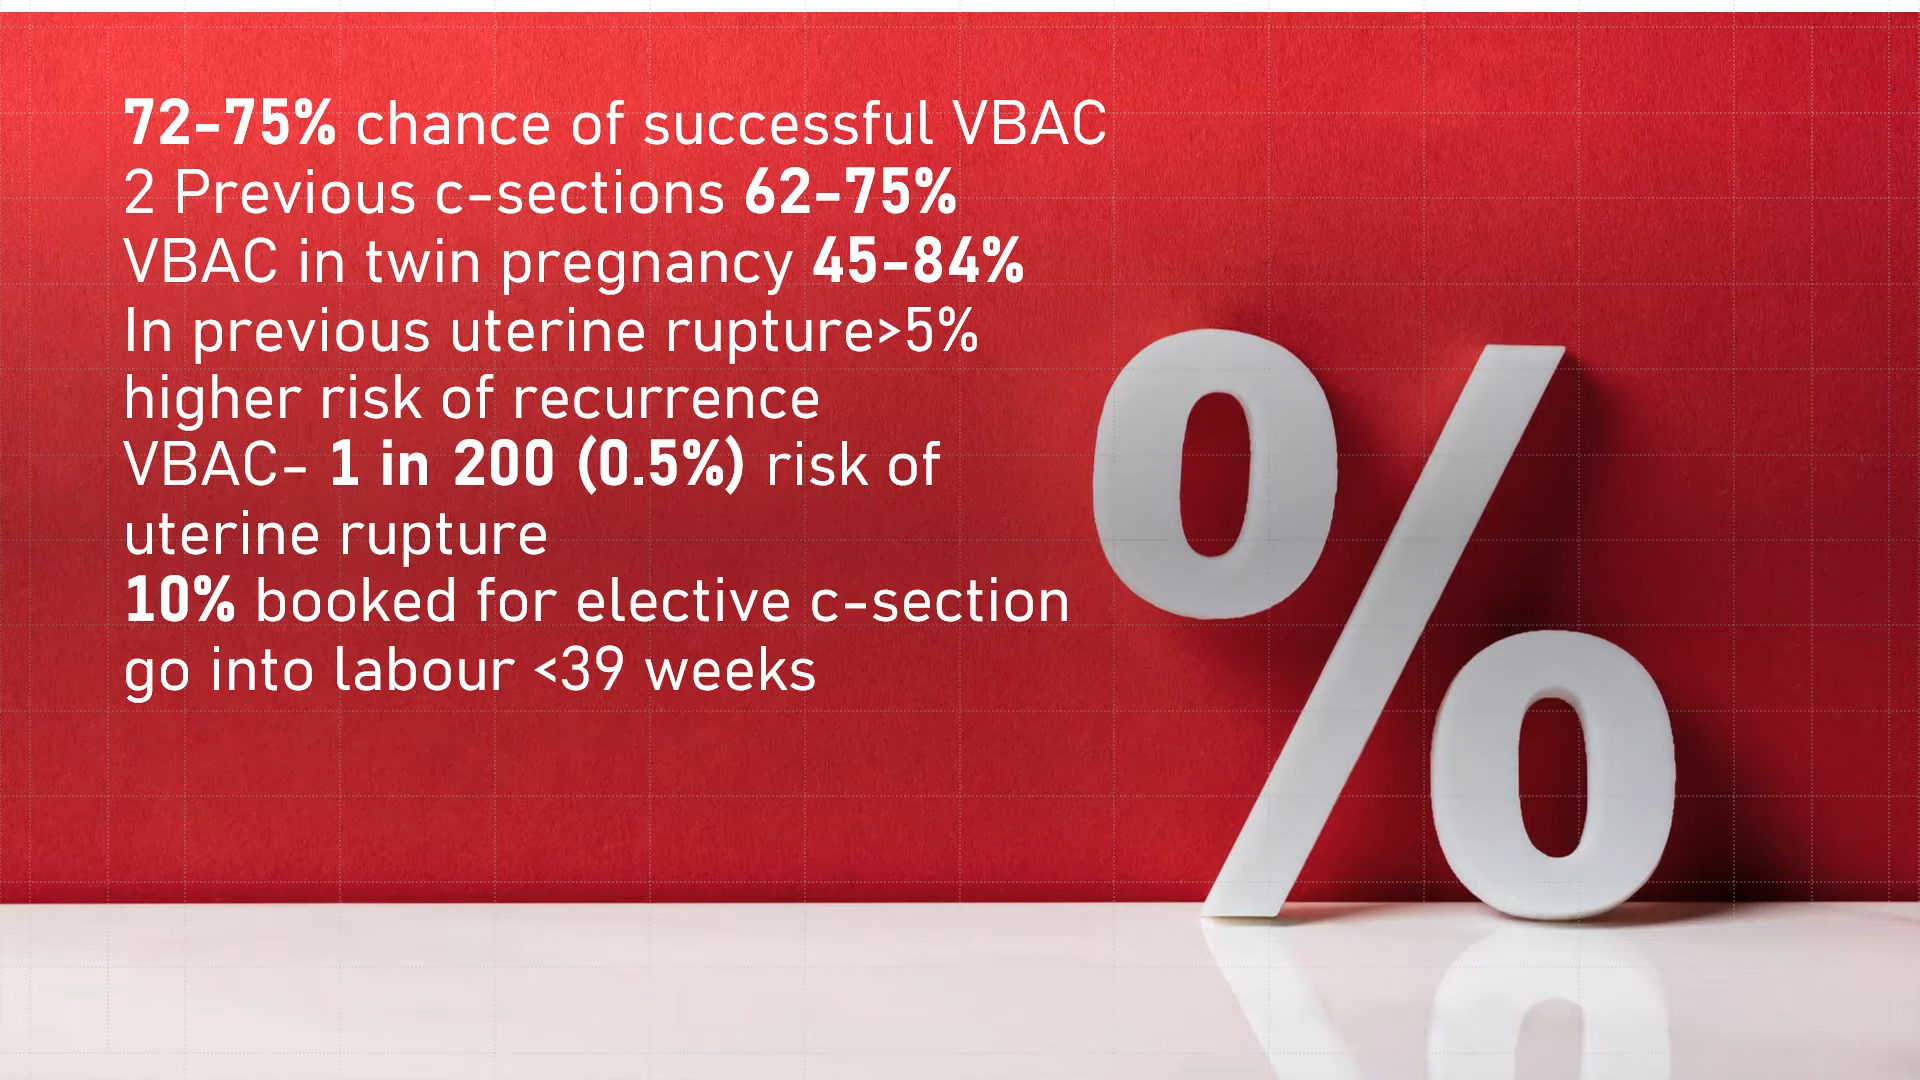 72-75% chance of successful VBAC
2 Previous c-sections 62-75%
VBAC in twin pregnancy 45-84%
In previous uterine rupture>5%
higher risk of recurrence
VBAC- 1 in 200 (0.5%) risk of
uterine rupture
10% booked for elective c-section
go into labour <39 weeks
%